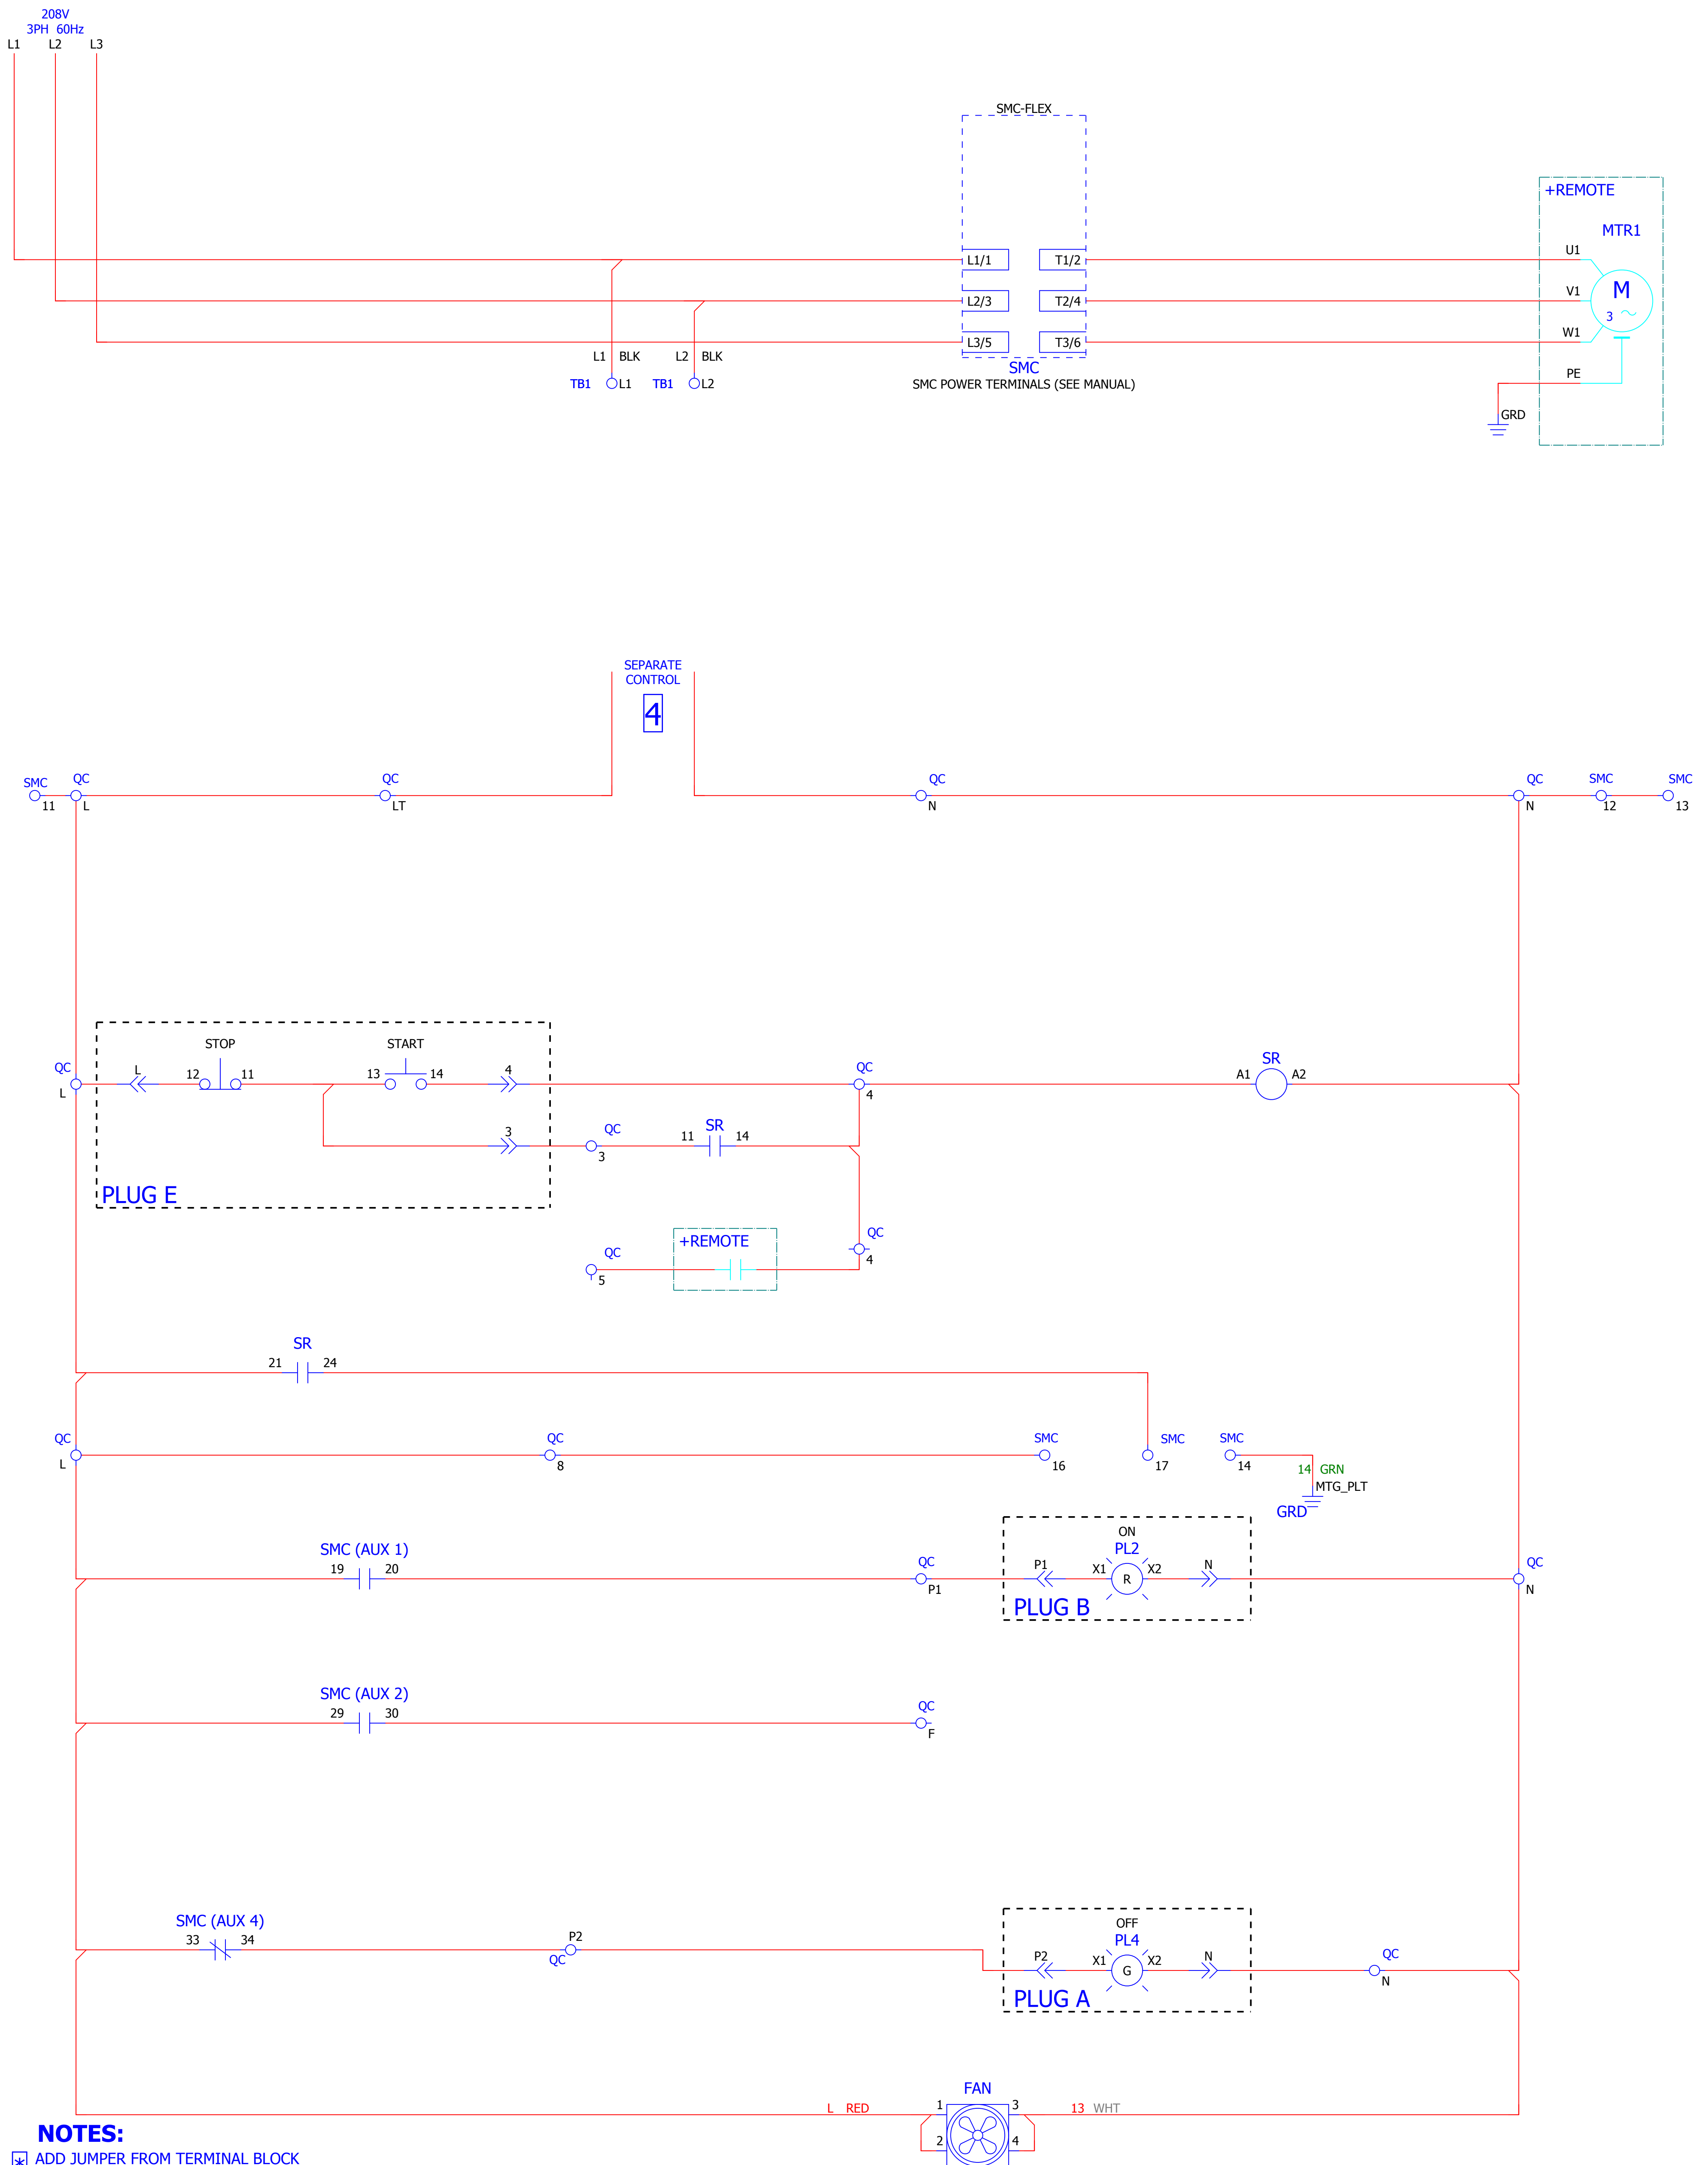 208V
3PH 60Hz
L1 L2 L3
SMC-FLEX
+REMOTE
MTR1
U1
L1/1 T1/2
V1 M
L2/3 T2/4
3
W1
L3/5 T3/6
L1 BLK L2 BLK
SMC
PE
TB1 L1 TB1 L2
SMC POWER TERMINALS (SEE MANUAL)
GRD
SEPARATE
CONTROL
4
SMC QC QC QC QC SMC SMC
11 L LT N N 12 13
STOP START
QC L 12 11 13 14 4 QC SR
A1 A2
L 4
SR
QC 11 14
3
3
PLUG E
QC
+REMOTE
QC
4
5
SR
21 24
QC QC SMC SMC SMC
L 8 16 17 14
14 GRN
MTG_PLT
GRD
ON
SMC (AUX 1) PL2
19 20 QC P1 X1 R X2 N QC
P1 N
PLUG B
SMC (AUX 2)
29 30 QC
F
SMC (AUX 4)
33 34 P2
QC
OFF
PL4
P2 X1 G X2 N QC
N
PLUG A
FAN
L RED 1 3 13 WHT
2 4
NOTES:
* ADD JUMPER FROM TERMINAL BLOCK